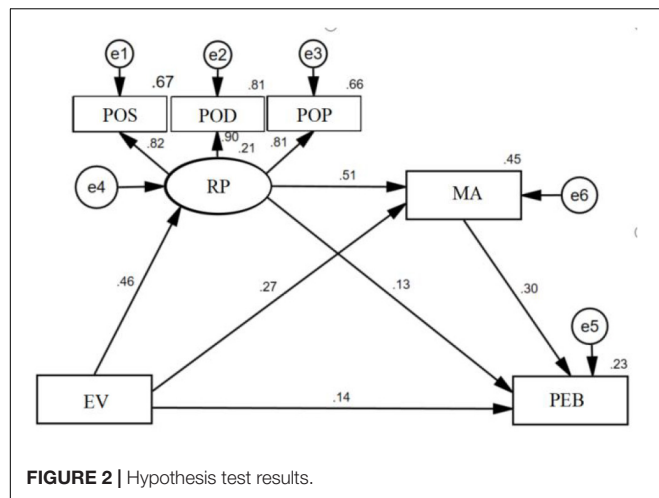 e1 e2 e3
.67 .81 .66
POS POD POP
.82 .90 .81
.21
e4 RP .51 .45
MA e6
.46 .27 .13 .30
e5
.23
EV .14 PEB
FIGURE 2 | Hypothesis test results.